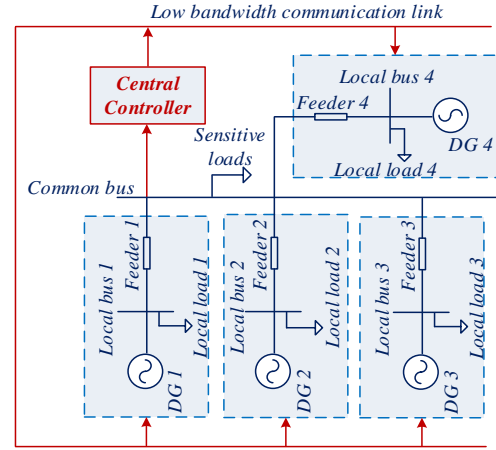 Low bandwidth communication link
Central
Controller
Local bus 4
Feeder 4
DG 4
Local load 4
Sensitive
loads
Common bus
Local bus 1
Feeder 1
Local load 1
DG 1
Local bus 2
Feeder 2
Local load 2
DG 2
Local bus 3
Feeder 3
Local load 3
DG 3